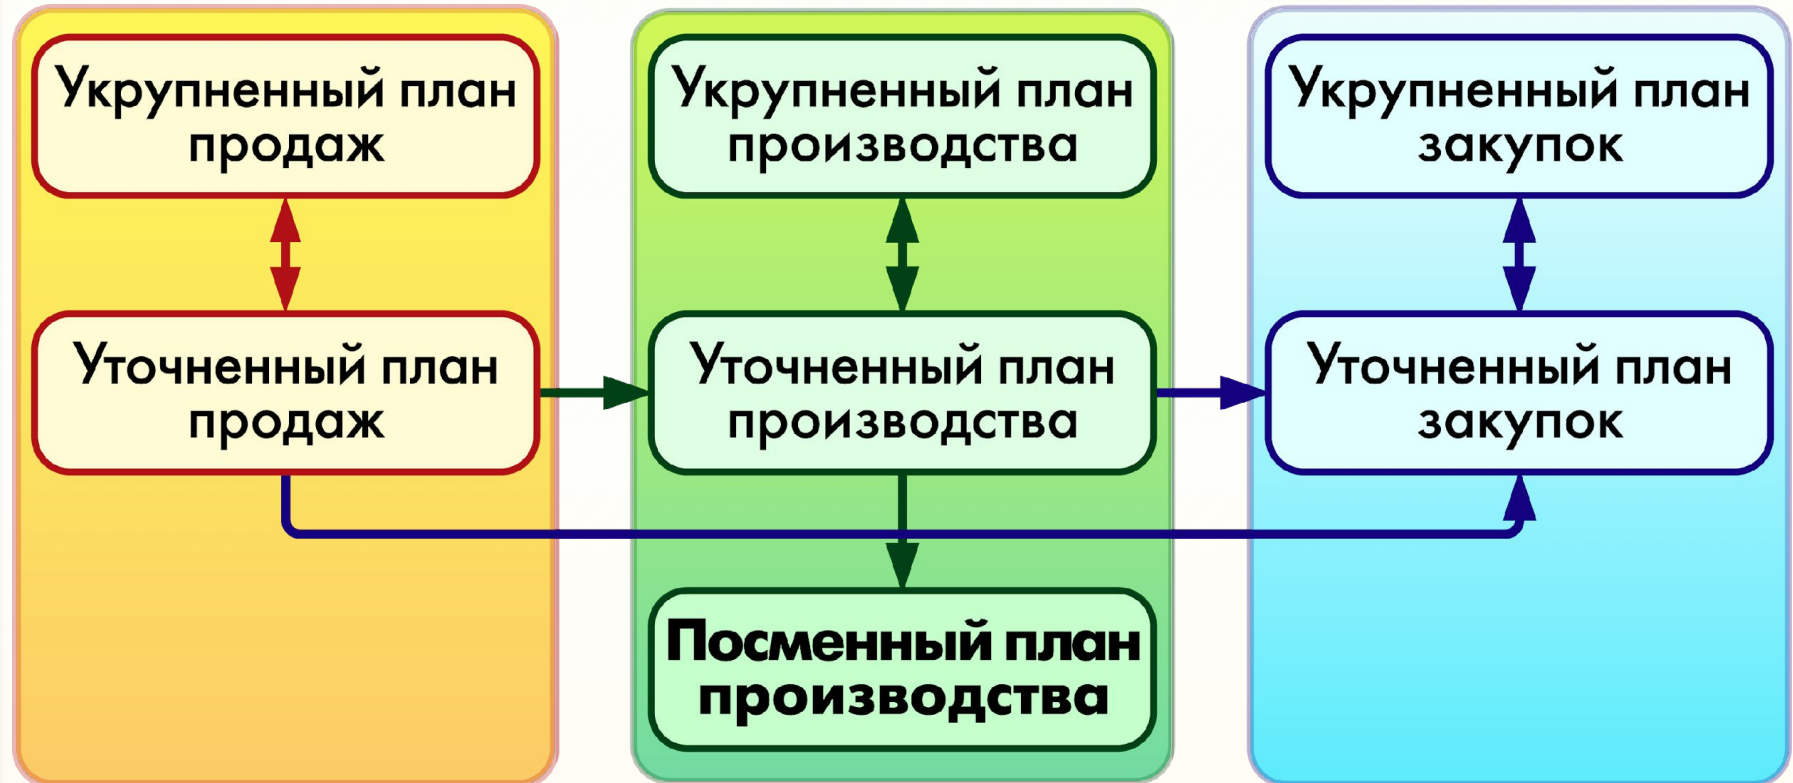 Укрупненный план
продаж
Укрупненный план
производства
Укрупненный план
закупок
Уточненный план
продаж
Уточненный план
производства
Уточненный план
закупок
Посменный план
производства